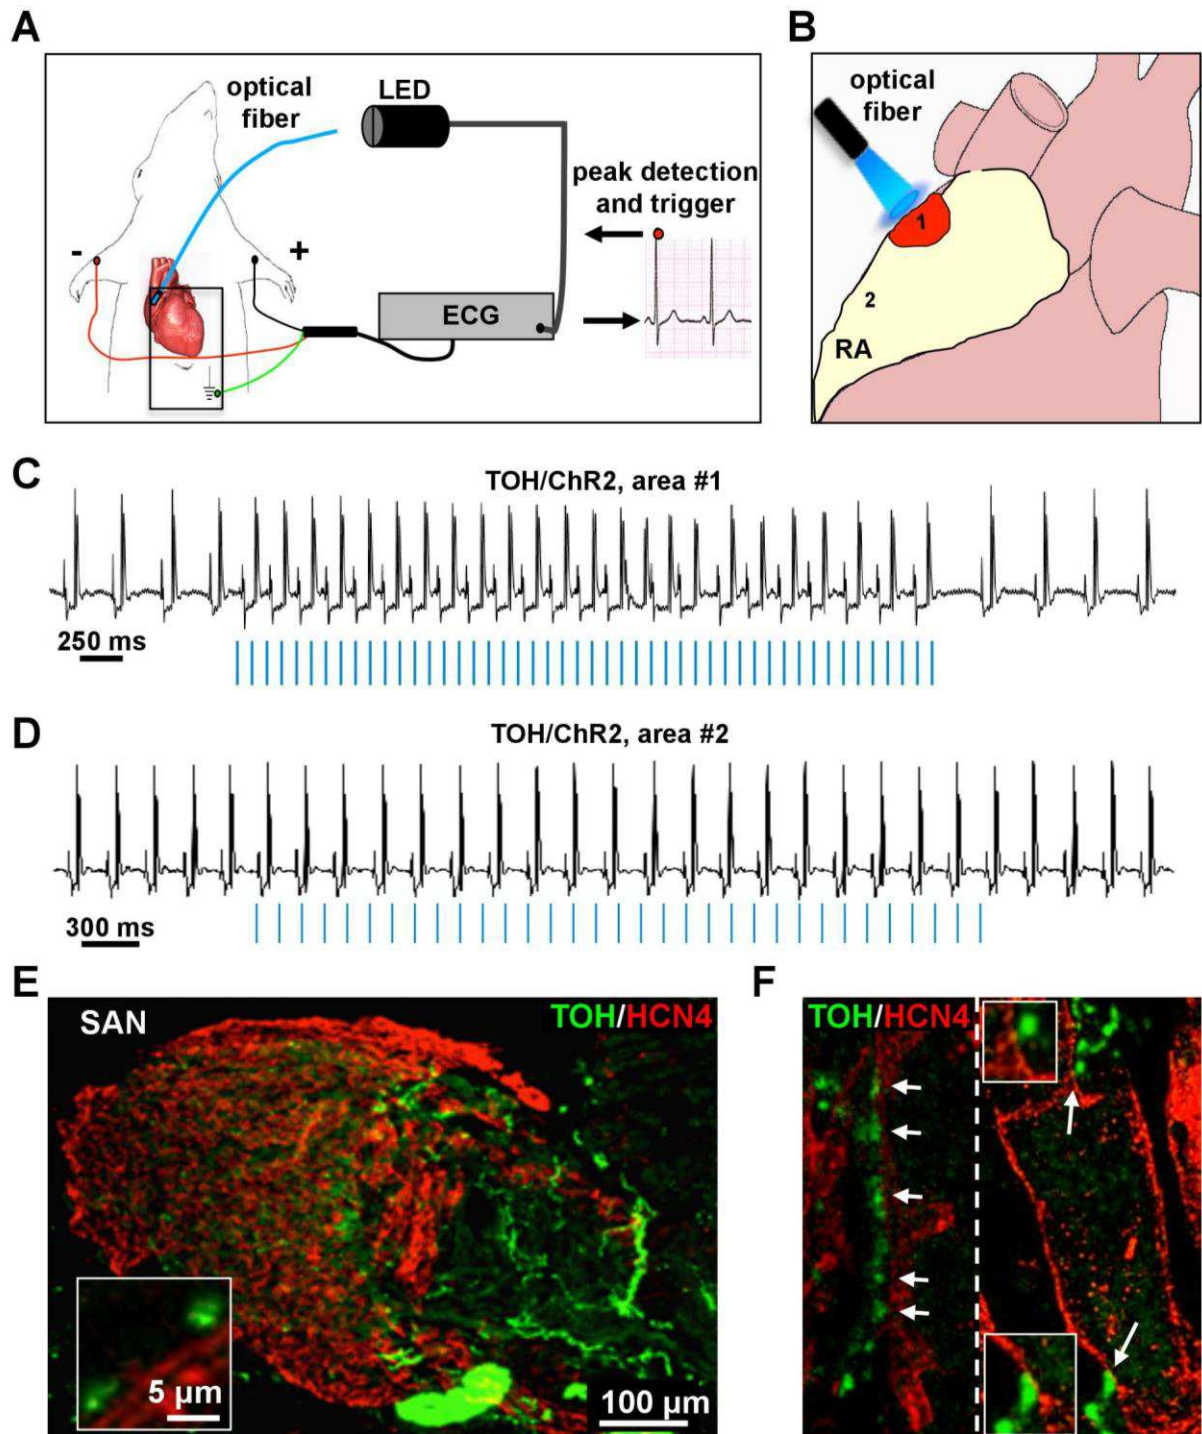 A
optical
fiber
LED
peak detection
and trigger
-
+
ECG
B
optical
fiber
1
2
RA
C
TOH/ChR2, area #1
250 ms
D
TOH/ChR2, area #2
300 ms
E
SAN
TOH/HCN4
5 µm
100 µm
F
TOH/HCN4